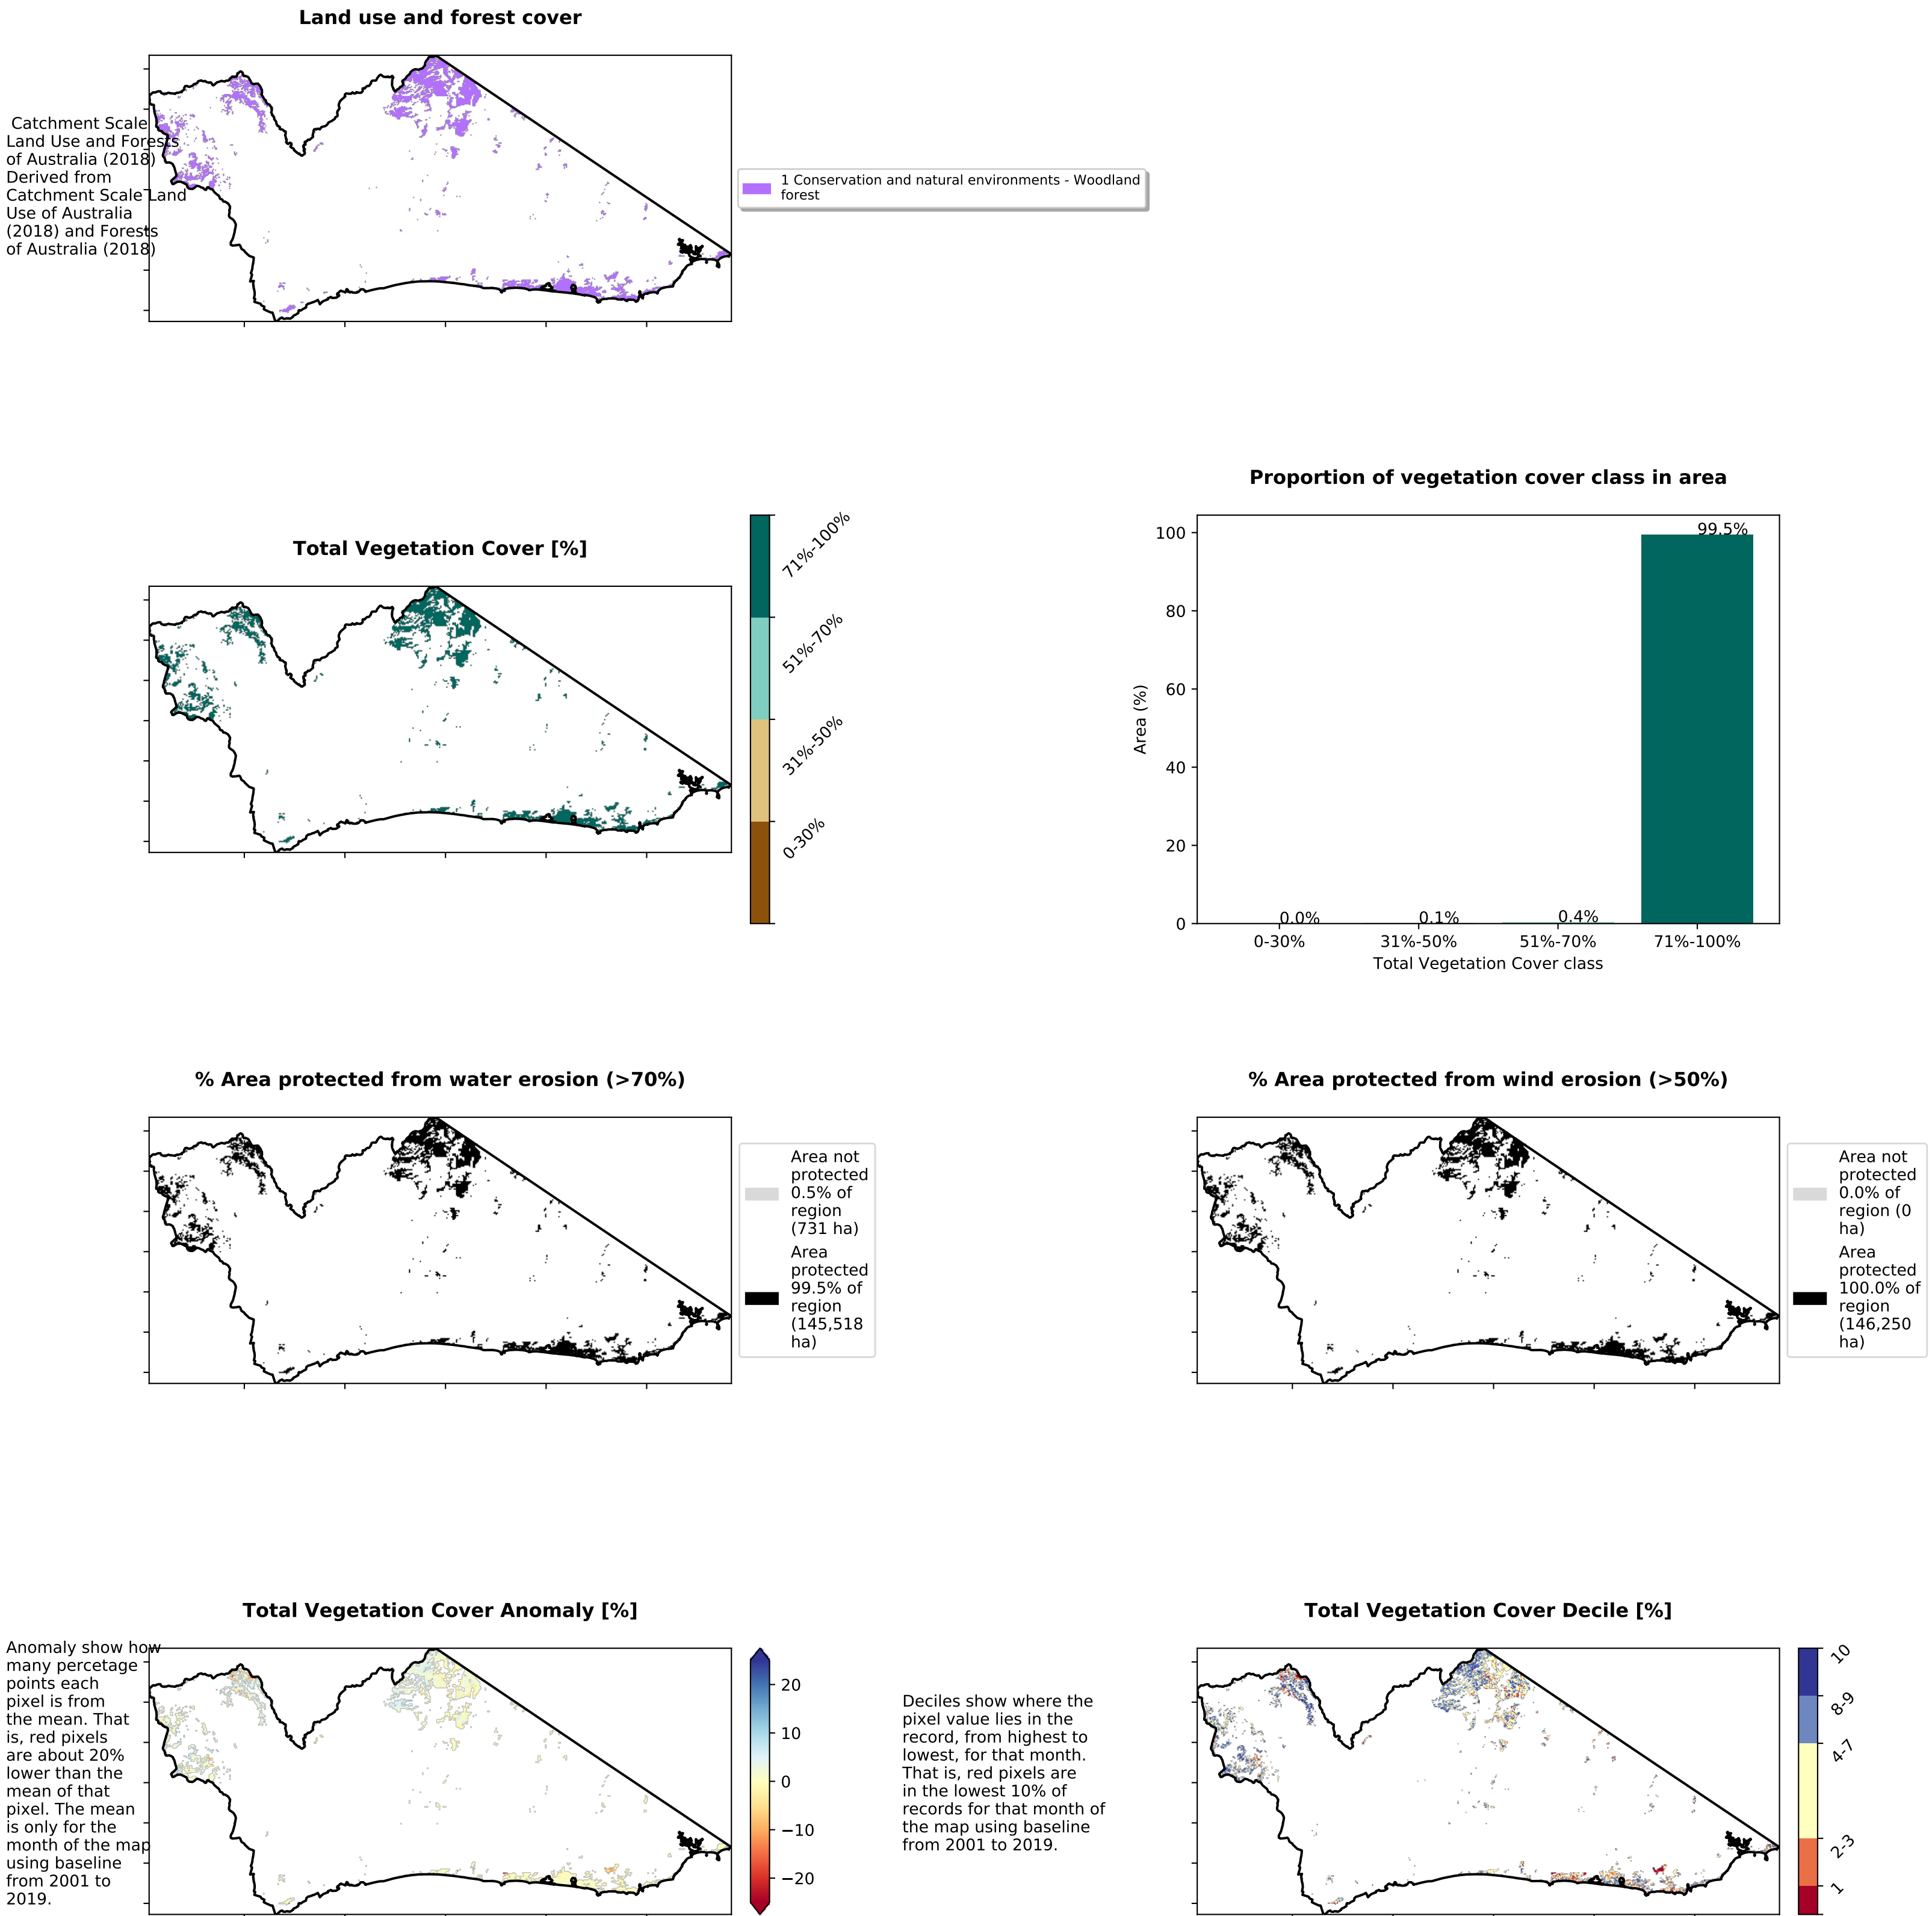 Land use and forest cover
Catchment Scale
Land Use and Forests
of Australia (2018)
Derived from
Catchment Scale Land
Use of Australia
(2018) and Forests
of Australia (2018)
1 Conservation and natural environments - Woodland
forest
Total Vegetation Cover [%]
71%-100%
51%-70%
31%-50%
0-30%
Proportion of vegetation cover class in area
Area (%)
100
80
60
40
20
0
0.0%
0.1%
0.4%
99.5%
0-30%
31%-50%
51%-70%
71%-100%
Total Vegetation Cover class
% Area protected from water erosion (>70%)
Area not
protected
0.5% of
region
(731 ha)
Area
protected
99.5% of
region
(145,518
ha)
% Area protected from wind erosion (>50%)
Area not
protected
0.0% of
region (0
ha)
Area
protected
100.0% of
region
(146,250
ha)
Total Vegetation Cover Anomaly [%]
Anomaly show how
many percetage
points each
pixel is from
the mean. That
is, red pixels
are about 20%
lower than the
mean of that
pixel. The mean
is only for the
month of the map
using baseline
from 2001 to
2019.
20
10
0
−10
−20
Total Vegetation Cover Decile [%]
Deciles show where the
pixel value lies in the
record, from highest to
lowest, for that month.
That is, red pixels are
in the lowest 10% of
records for that month of
the map using baseline
from 2001 to 2019.
10
8-9
4-7
2-3
1